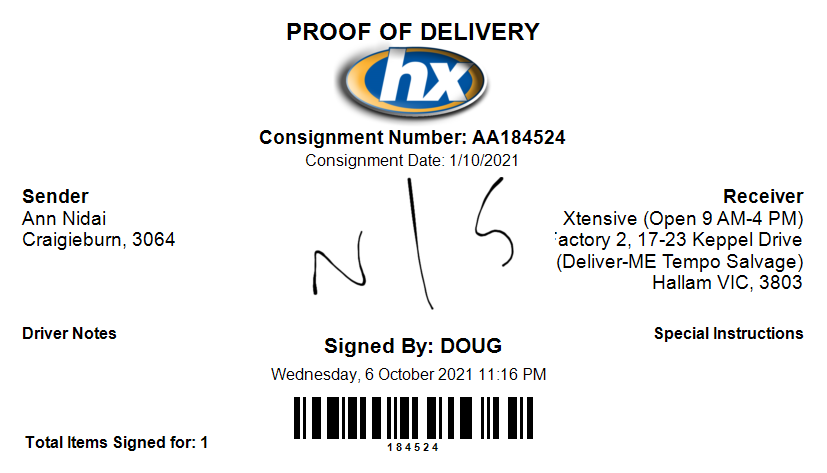 PROOF OF DELIVERY
hx
Consignment Number: AA184524
Consignment Date: 1/10/2021
Sender
Ann Nidai
Craigieburn, 3064
N/S
Receiver
Xtensive (Open 9 AM-4 PM)
actory 2, 17-23 Keppel Drive
(Deliver-ME Tempo Salvage)
Hallam VIC, 3803
Driver Notes
Signed By: DOUG
Wednesday, 6 October 2021 11:16 PM
Special Instructions
184524
Total Items Signed for: 1